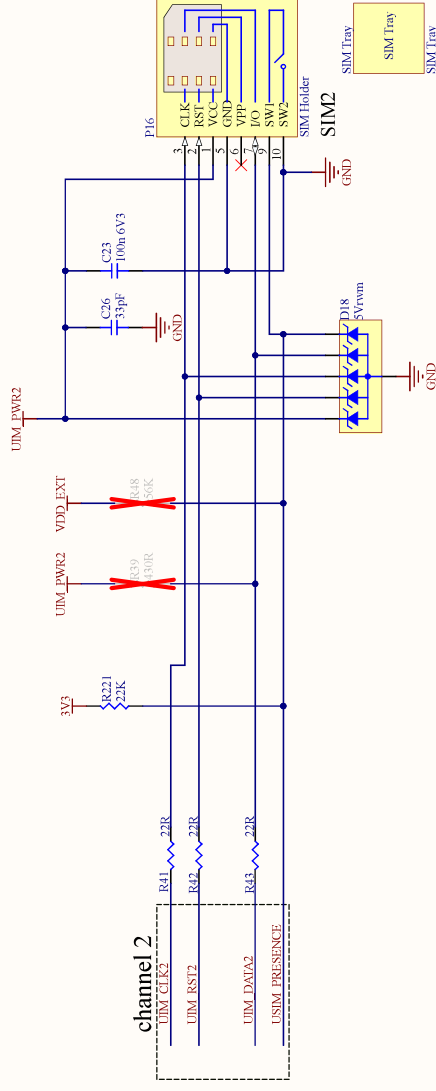 SIM Tray
SIM Tray
SIM Tray
SIM2
SIM Holder
P16
CLK
RST
VCC
GND
VPP
I/O
SW1
SW2
3
2
1
5
6
7
9
10
GND
C23
100n 6V3
C26
33pF
GND
D18
5Vrwm
GND
UIM_PWR2
VDD_EXT
R48
56K
UIM_PWR2
R39
430R
3V3
R221
22K
R41
22R
R42
22R
R43
22R
channel 2
UIM_CLK2
UIM_RST2
UIM_DATA2
USIM_PRESENCE